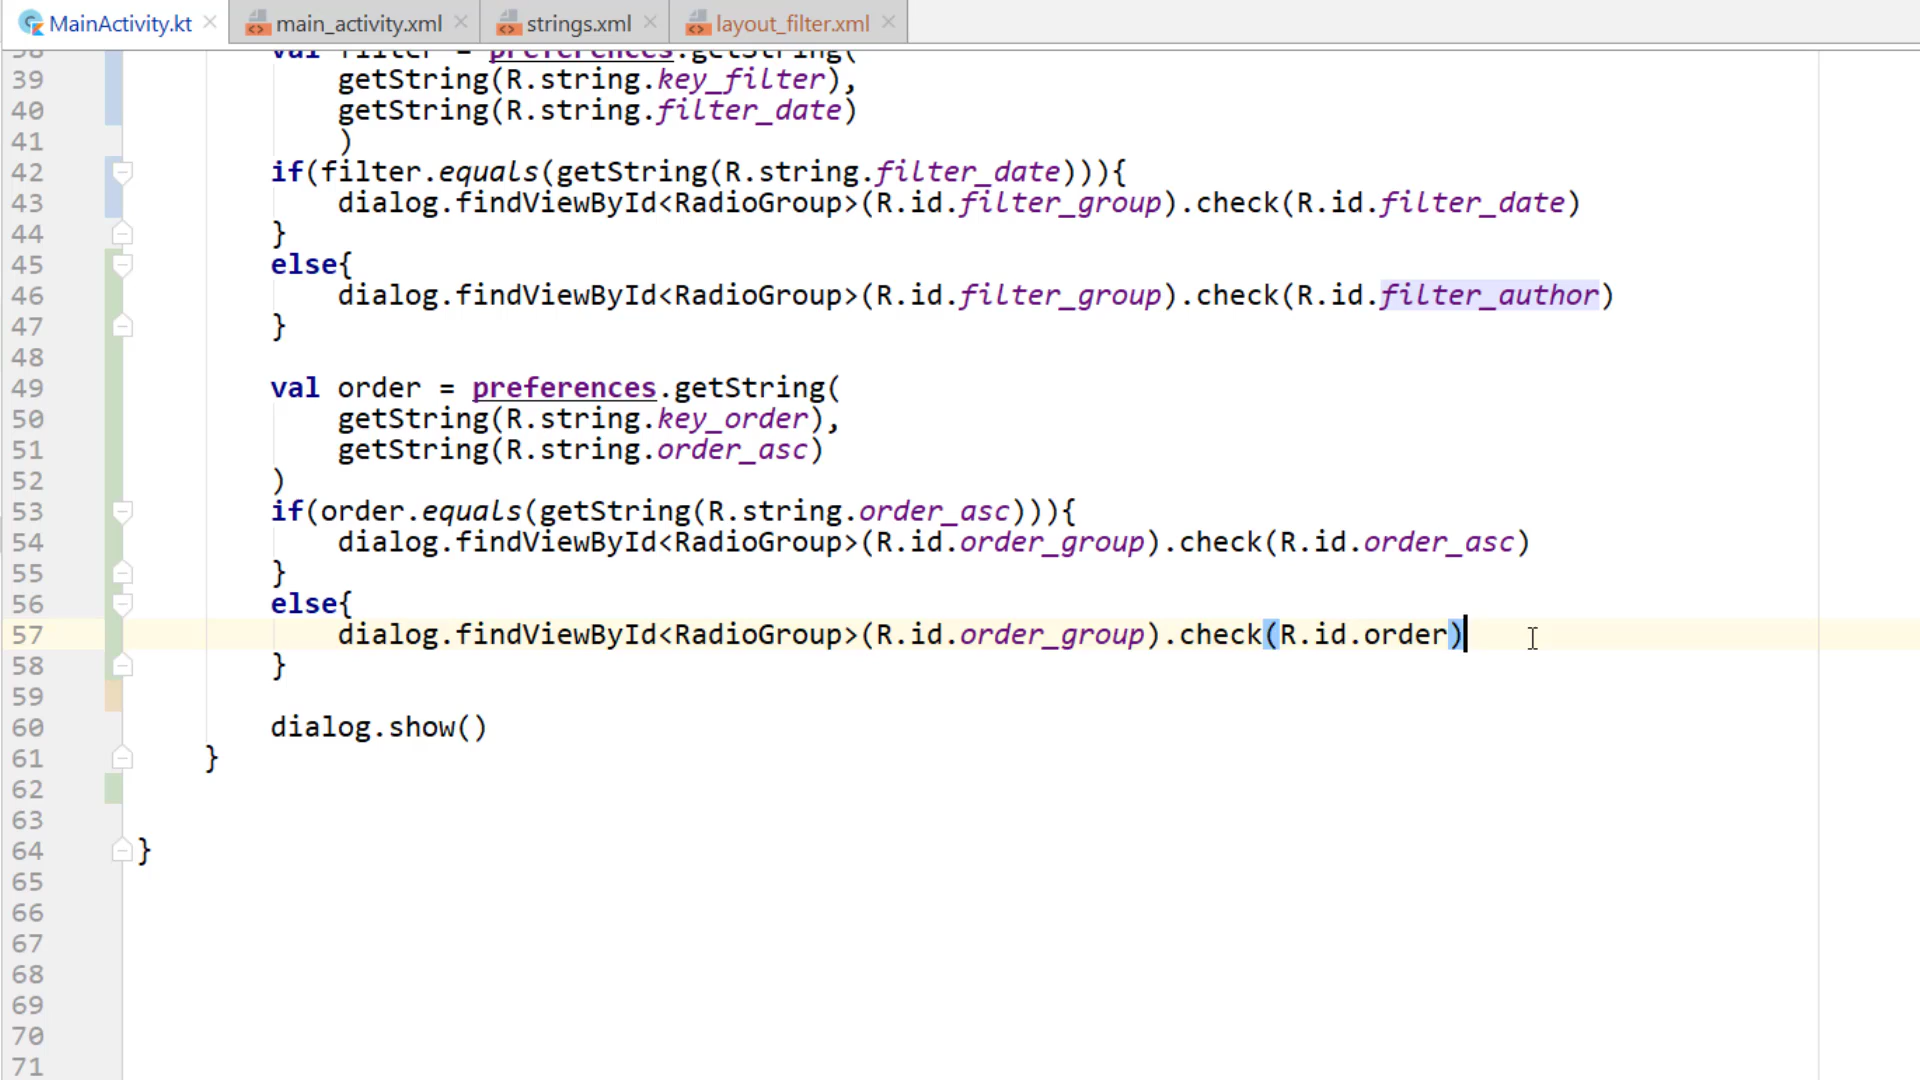 MainActivity.kt
main_activity.xml
strings.xml
layout_filter.xml
38 val filter = preferences.getString(
39 getString(R.string.key_filter),
40 getString(R.string.filter_date)
41 )
42 if(filter.equals(getString(R.string.filter_date))){
43 dialog.findViewById<RadioGroup>(R.id.filter_group).check(R.id.filter_date)
44 }
45 else{
46 dialog.findViewById<RadioGroup>(R.id.filter_group).check(R.id.filter_author)
47 }
48
49 val order = preferences.getString(
50 getString(R.string.key_order),
51 getString(R.string.order_asc)
52 )
53 if(order.equals(getString(R.string.order_asc))){
54 dialog.findViewById<RadioGroup>(R.id.order_group).check(R.id.order_asc)
55 }
56 else{
57 dialog.findViewById<RadioGroup>(R.id.order_group).check(R.id.order)
58 }
59
60 dialog.show()
61 }
62
63
64 }
65
66
67
68
69
70
71